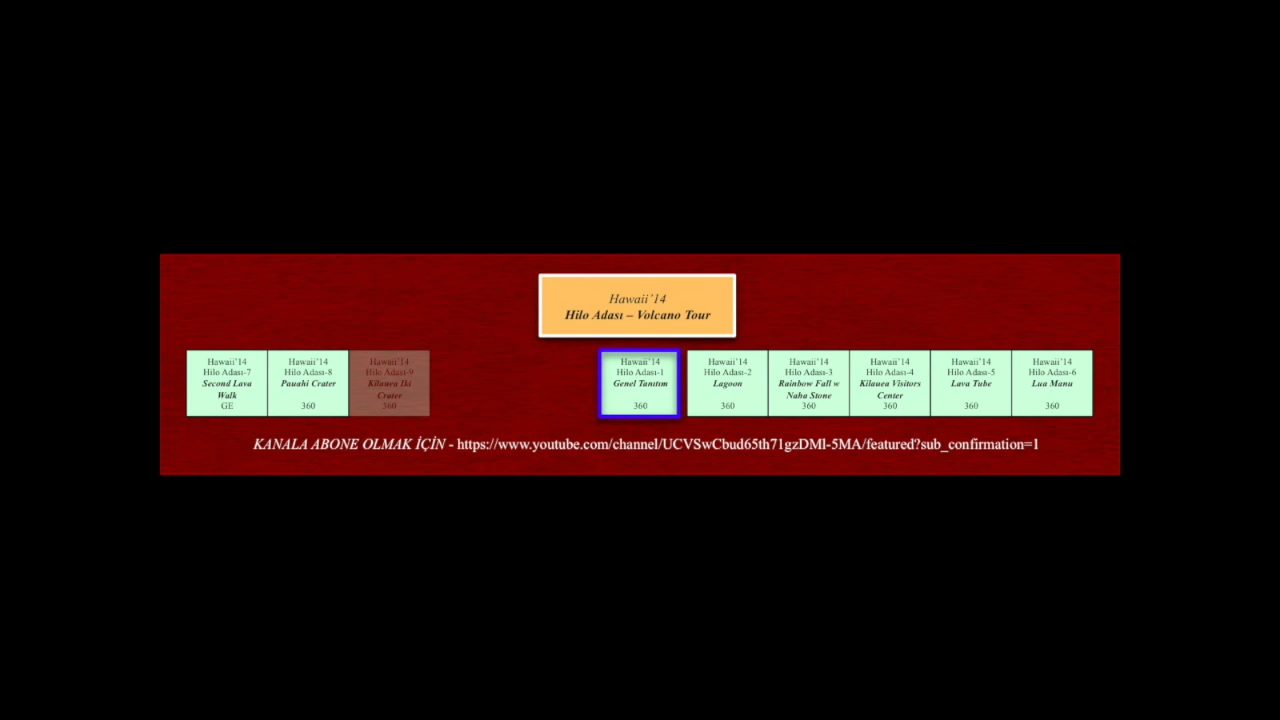 Hawaii'14
Hilo Adası – Volcano Tour
Hawaii'14
Hilo Adası-7
Second Lava
Walk
GE
Hawaii'14
Hilo Adası-8
Pauahi Crater
360
Hawaii'14
Hilo Adası-9
Kilauea Iki
Crater
360
Hawaii'14
Hilo Adası-1
Genel Tanıtım
360
Hawaii'14
Hilo Adası-2
Lagoon
360
Hawaii'14
Hilo Adası-3
Rainbow Fall w
Naha Stone
360
Hawaii'14
Hilo Adası-4
Kilauea Visitors
Center
360
Hawaii'14
Hilo Adası-5
Lava Tube
360
Hawaii'14
Hilo Adası-6
Lua Manu
360
KANALA ABONE OLMAK İÇİN - https://www.youtube.com/channel/UCVSwCbud65th71gzDMl-5MA/featured?sub_confirmation=1